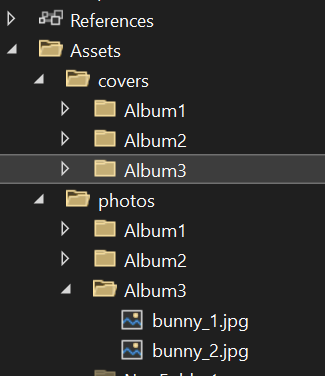 References
Assets
covers
Album1
Album2
Album3
photos
Album1
Album2
Album3
bunny_1.jpg
bunny_2.jpg